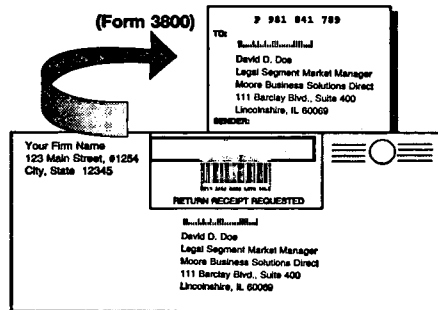 (Form 3800)
P 981 841 789
TO:
David D. Doe
Legal Segment Market Manager
Moore Business Solutions Direct
111 Barclay Blvd., Suite 400
Lincolnshire, IL 60069
SENDER:
Your Firm Name
123 Main Street, #1254
City, State 12345
RETURN RECEIPT REQUESTED
David D. Doe
Legal Segment Market Manager
Moore Business Solutions Direct
111 Barclay Blvd., Suite 400
Lincolnshire, IL 60069